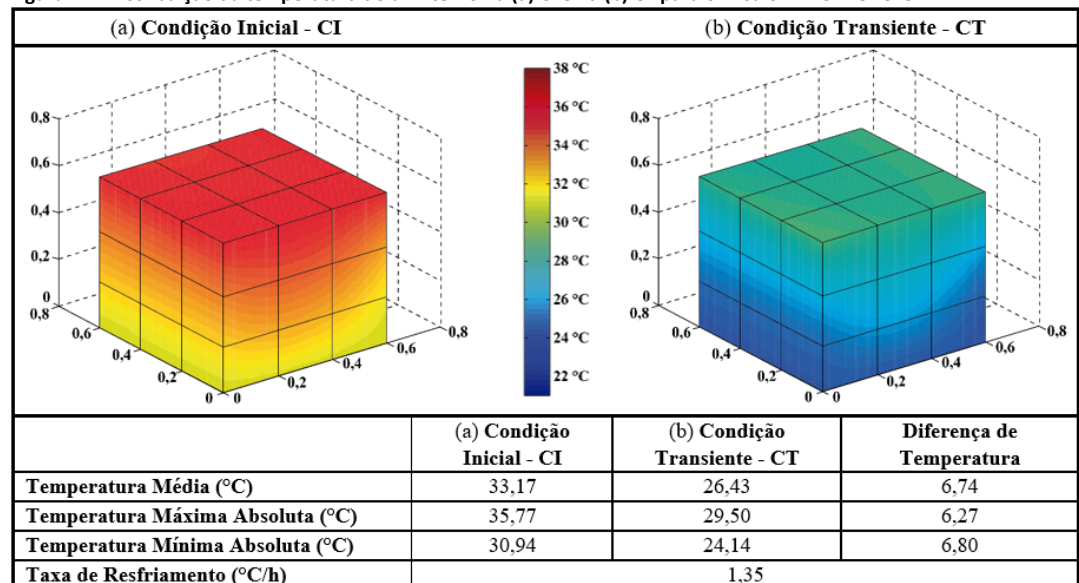 (a) Condição Inicial - CI
(b) Condição Transiente - CT
38 °C
36 °C
34 °C
32 °C
30 °C
28 °C
26 °C
24 °C
22 °C
0,8
0,6
0,4
0,2
0
0,8
0,6
0,4
0,2
0
0
0,2
0,4
0,6
0,8
0,8
0,6
0,4
0,2
0
0,8
0,6
0,4
0,2
0
0
0,2
0,4
0,6
0,8
(a) Condição Inicial - CI
(b) Condição Transiente - CT
Diferença de Temperatura
Temperatura Média (°C) 33,17 26,43 6,74
Temperatura Máxima Absoluta (°C) 35,77 29,50 6,27
Temperatura Mínima Absoluta (°C) 30,94 24,14 6,80
Taxa de Resfriamento (°C/h) 1,35